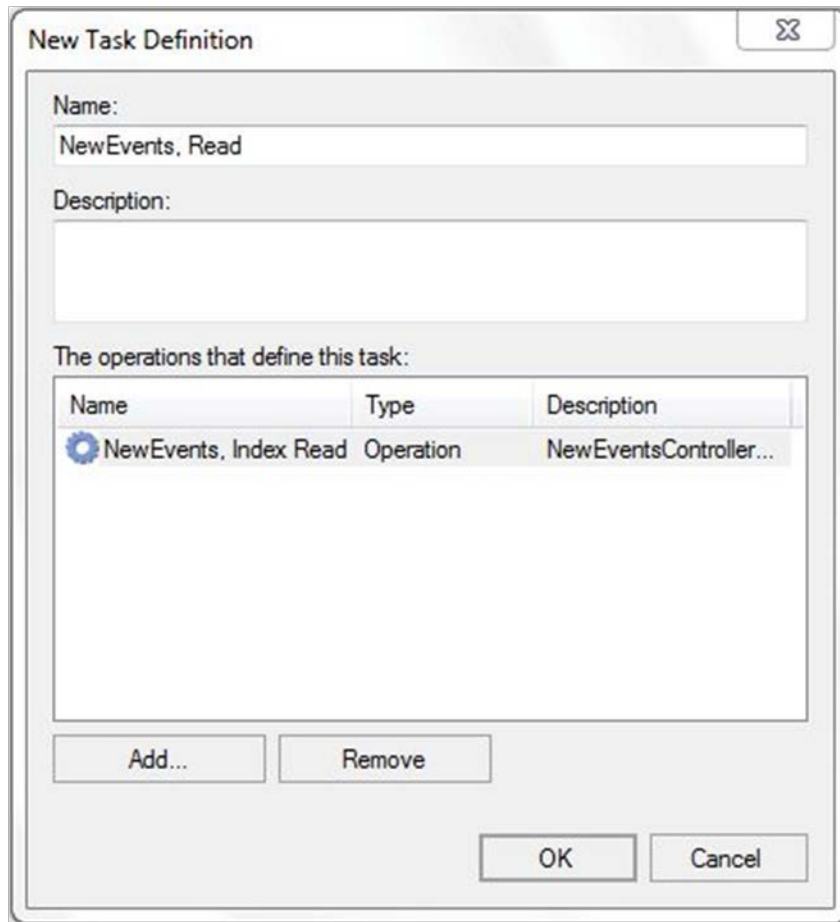 New Task Definition
Name:
NewEvents, Read
Description:
The operations that define this task:
Name Type Description
NewEvents, Index Read Operation NewEventsController...
Add... Remove
OK Cancel